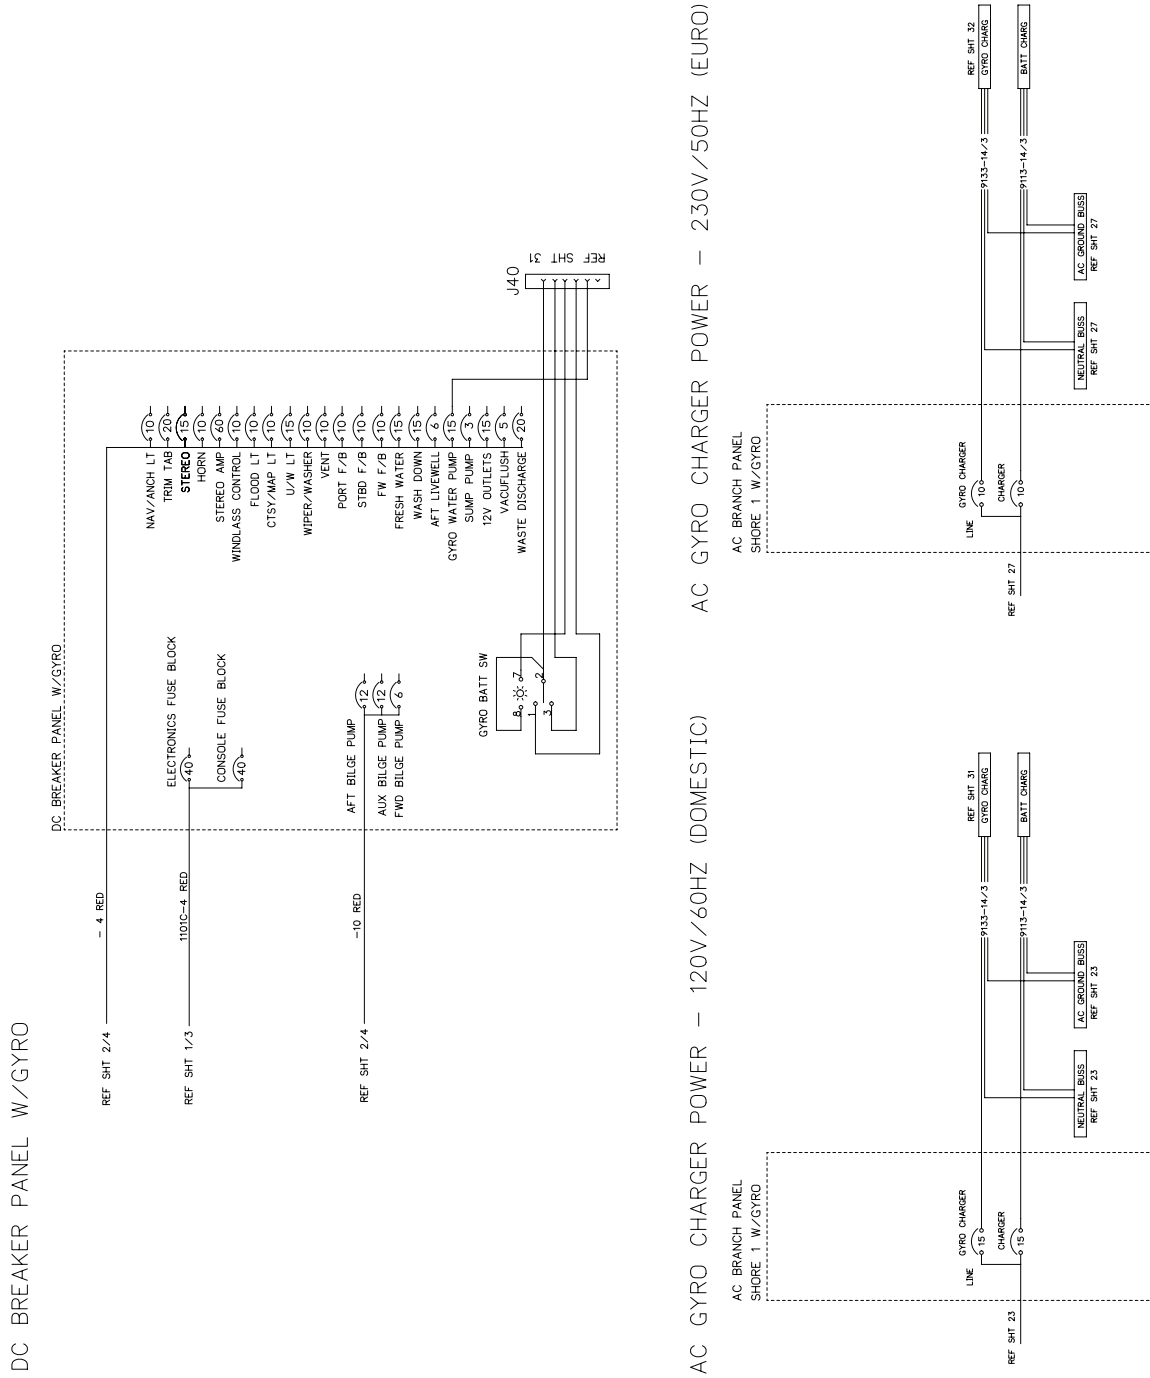 DC BREAKER PANEL W/GYRO
DC BREAKER PANEL W/GYRO
REF SHT 2/4
- 4 RED
NAV/ANCH LT 10
TRIM TAB 20
STEREO 15
HORN 10
STEREO AMP 60
WINDLASS CONTROL 10
FLOOD LT 10
CTSY/MAP LT 10
U/W LT 15
WIPER/WASHER 10
VENT 10
PORT F/B 10
STBD F/B 10
FW F/B 10
FRESH WATER 15
WASH DOWN 15
AFT LIVEWELL 6
GYRO WATER PUMP 15
SUMP PUMP 3
12V OUTLETS 15
VACUFLUSH 5
WASTE DISCHARGE 20
REF SHT 1/3
1101C-4 RED
ELECTRONICS FUSE BLOCK
40
CONSOLE FUSE BLOCK
40
REF SHT 2/4
-10 RED
AFT BILGE PUMP 12
AUX BILGE PUMP 12
FWD BILGE PUMP 6
GYRO BATT SW
8 7
1 2
3
J40
REF SHT 31
AC GYRO CHARGER POWER - 120V/60HZ (DOMESTIC)
AC BRANCH PANEL
SHORE 1 W/GYRO
REF SHT 23
LINE
GYRO CHARGER
15
CHARGER
15
9133-14/3
9113-14/3
REF SHT 31
GYRO CHARG
BATT CHARG
NEUTRAL BUSS
REF SHT 23
AC GROUND BUSS
REF SHT 23
AC GYRO CHARGER POWER - 230V/50HZ (EURO)
AC BRANCH PANEL
SHORE 1 W/GYRO
REF SHT 27
LINE
GYRO CHARGER
10
CHARGER
10
9133-14/3
9113-14/3
REF SHT 32
GYRO CHARG
BATT CHARG
NEUTRAL BUSS
REF SHT 27
AC GROUND BUSS
REF SHT 27